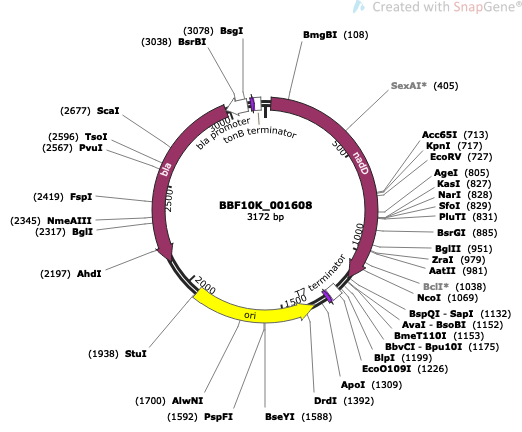 Created with SnapGene®
(3078) BsgI
(3038) BsrBI
BmgBI (108)
SexAI* (405)
(2677) ScaI
(2596) TsoI
(2567) PvuI
(2419) FspI
(2345) NmeAIII
(2317) BglI
(2197) AhdI
(1938) StuI
(1700) AlwNI
(1592) PspFI
BseYI (1588)
DrdI (1392)
ApoI (1309)
EcoO109I (1226)
BlpI (1199)
BbvCI - Bpu10I (1175)
BmeT110I (1153)
AvaI - BsoBI (1152)
BspQI - SapI (1132)
NcoI (1069)
BclI* (1038)
AatII (981)
ZraI (979)
BglII (951)
BsrGI (885)
PluTI (831)
SfoI (829)
NarI (828)
KasI (827)
AgeI (805)
EcoRV (727)
KpnI (717)
Acc65I (713)
bla promoter
tonB terminator
nadD
bla
T7 terminator
ori
500
1000
1500
2000
2500
3000
BBF10K_001608
3172 bp